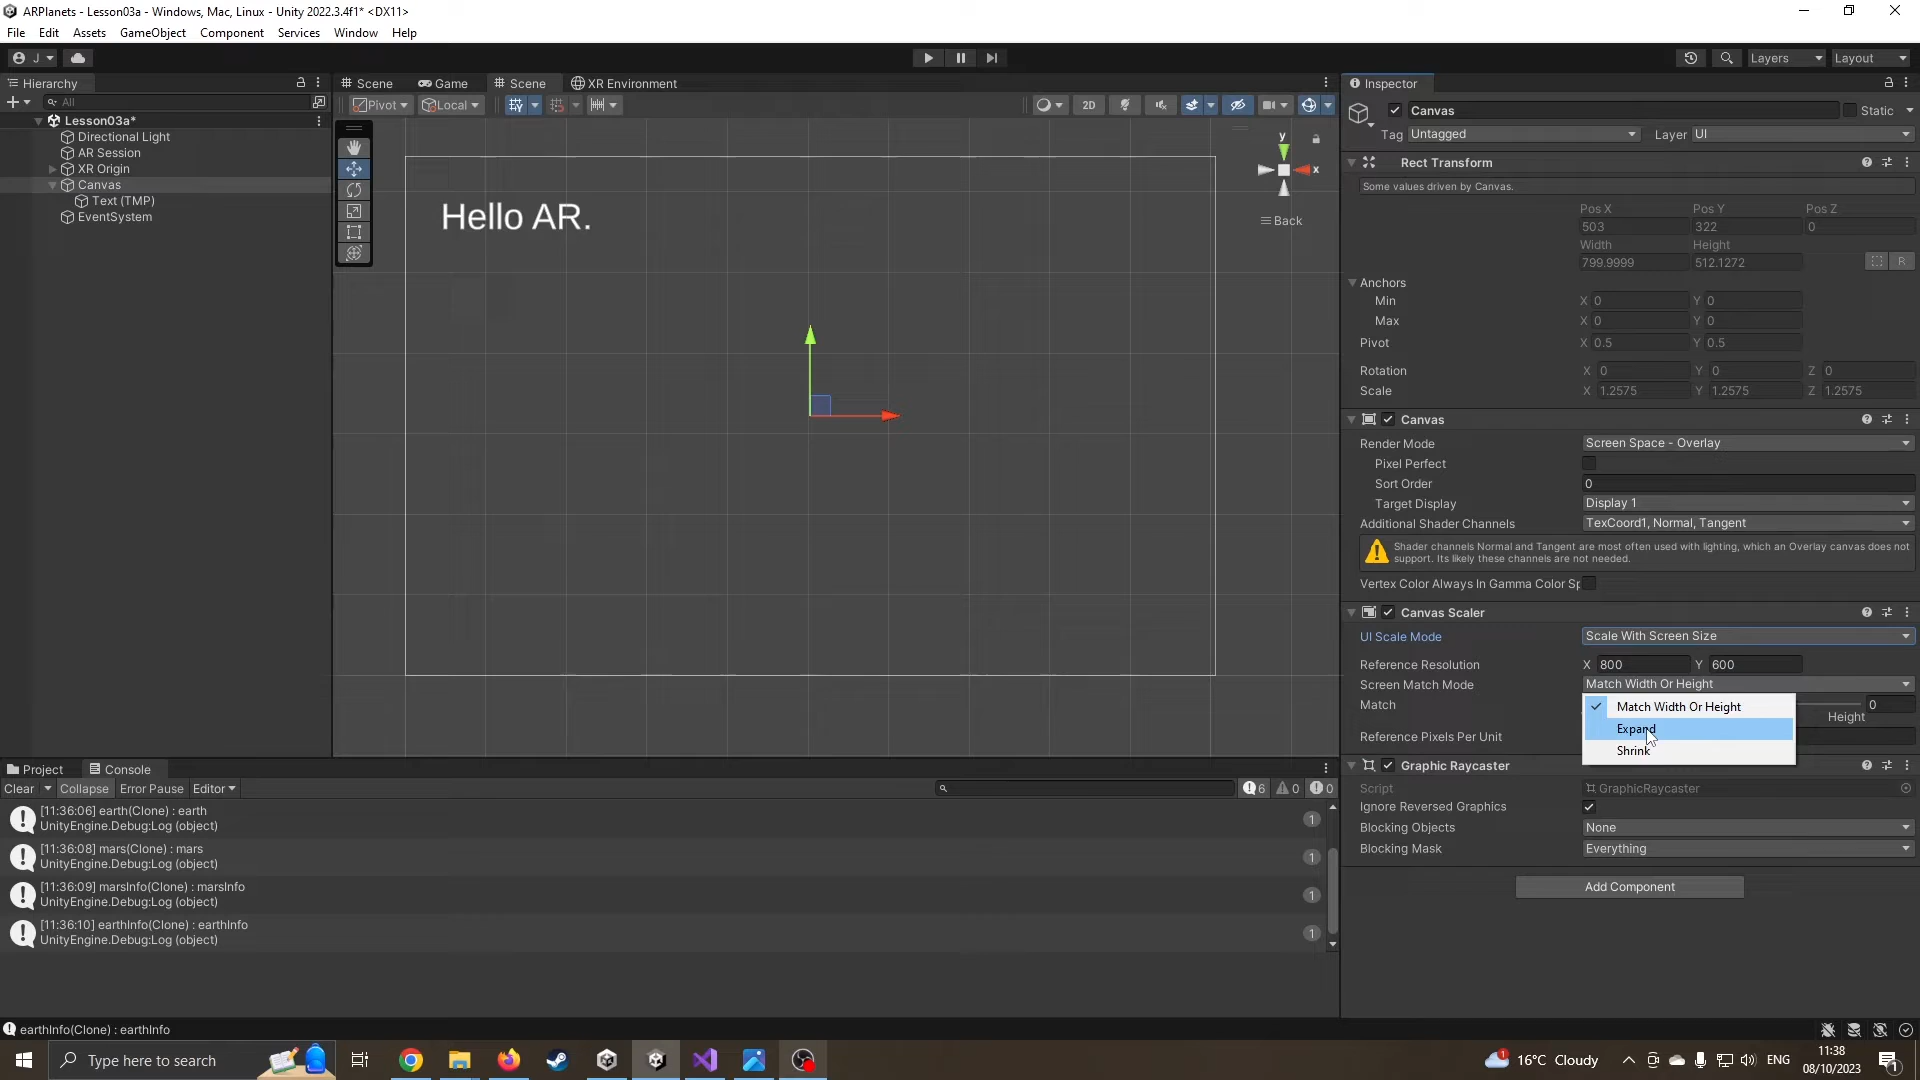 ARPlanets - Lesson03a - Windows, Mac, Linux - Unity 2022.3.4f1* <DX11>
File Edit Assets GameObject Component Services Window Help
J Layers Layout
Hierarchy
All
Lesson03a*
Directional Light
AR Session
XR Origin
Canvas
Text (TMP)
EventSystem
Scene Game Scene XR Environment
Pivot Local 2D
Hello AR.
y
x
Back
Inspector
Canvas Static
Tag Untagged Layer UI
Rect Transform
Some values driven by Canvas.
Pos X Pos Y Pos Z
503 322 0
Width Height
799.9999 512.1272 R
Anchors
Min X 0 Y 0
Max X 0 Y 0
Pivot X 0.5 Y 0.5
Rotation X 0 Y 0 Z 0
Scale X 1.2575 Y 1.2575 Z 1.2575
Canvas
Render Mode Screen Space - Overlay
Pixel Perfect
Sort Order 0
Target Display Display 1
Additional Shader Channels TexCoord1, Normal, Tangent
Shader channels Normal and Tangent are most often used with lighting, which an Overlay canvas does not
support. Its likely these channels are not needed.
Vertex Color Always In Gamma Color Sp
Canvas Scaler
UI Scale Mode Scale With Screen Size
Reference Resolution X 800 Y 600
Screen Match Mode Match Width Or Height
Match 0
Height
Match Width Or Height
Expand
Shrink
Reference Pixels Per Unit
Graphic Raycaster
Script GraphicRaycaster
Ignore Reversed Graphics
Blocking Objects None
Blocking Mask Everything
Add Component
Project Console
Clear Collapse Error Pause Editor 6 0 0
[11:36:06] earth(Clone) : earth
UnityEngine.Debug:Log (object) 1
[11:36:08] mars(Clone) : mars
UnityEngine.Debug:Log (object) 1
[11:36:09] marsInfo(Clone) : marsInfo
UnityEngine.Debug:Log (object) 1
[11:36:10] earthInfo(Clone) : earthInfo
UnityEngine.Debug:Log (object) 1
earthInfo(Clone) : earthInfo
Type here to search
1 16°C Cloudy ENG
11:38
08/10/2023
1